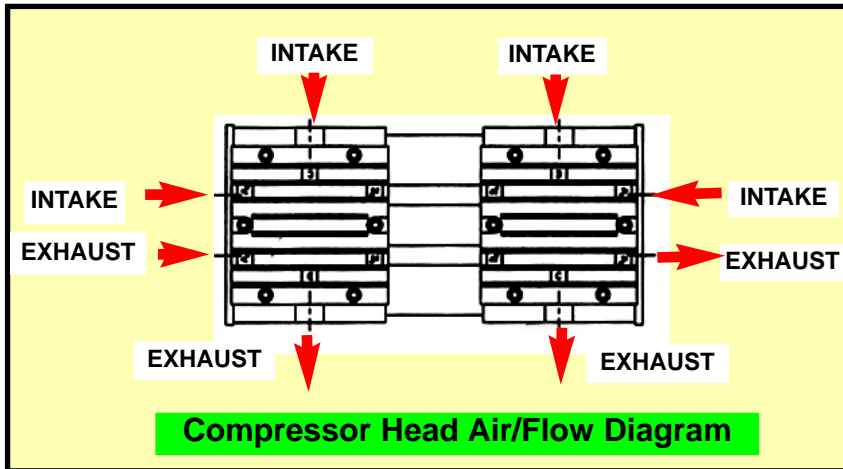 INTAKE INTAKE
INTAKE INTAKE
EXHAUST EXHAUST
EXHAUST EXHAUST
Compressor Head Air/Flow Diagram